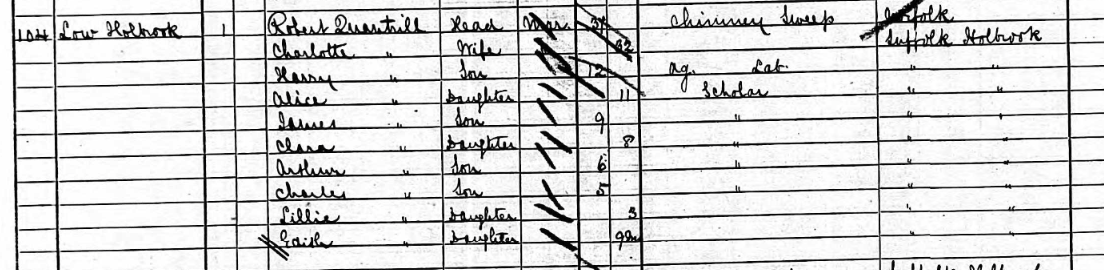 104 Low Holbrook 1 Robert Quantrill Head Mar 37 Chimney Sweep Norfolk
Charlotte " Wife 32 Suffolk Holbrook
Harry " Son 12 Ag. Lab. " "
Alice " Daughter 11 Scholar " "
James " Son 9 " " "
Clara " Daughter 8 " " "
Arthur " Son 6 " " "
Charles " Son 5 " " "
Lillie " Daughter 3 " "
Edith " Daughter 9m " "